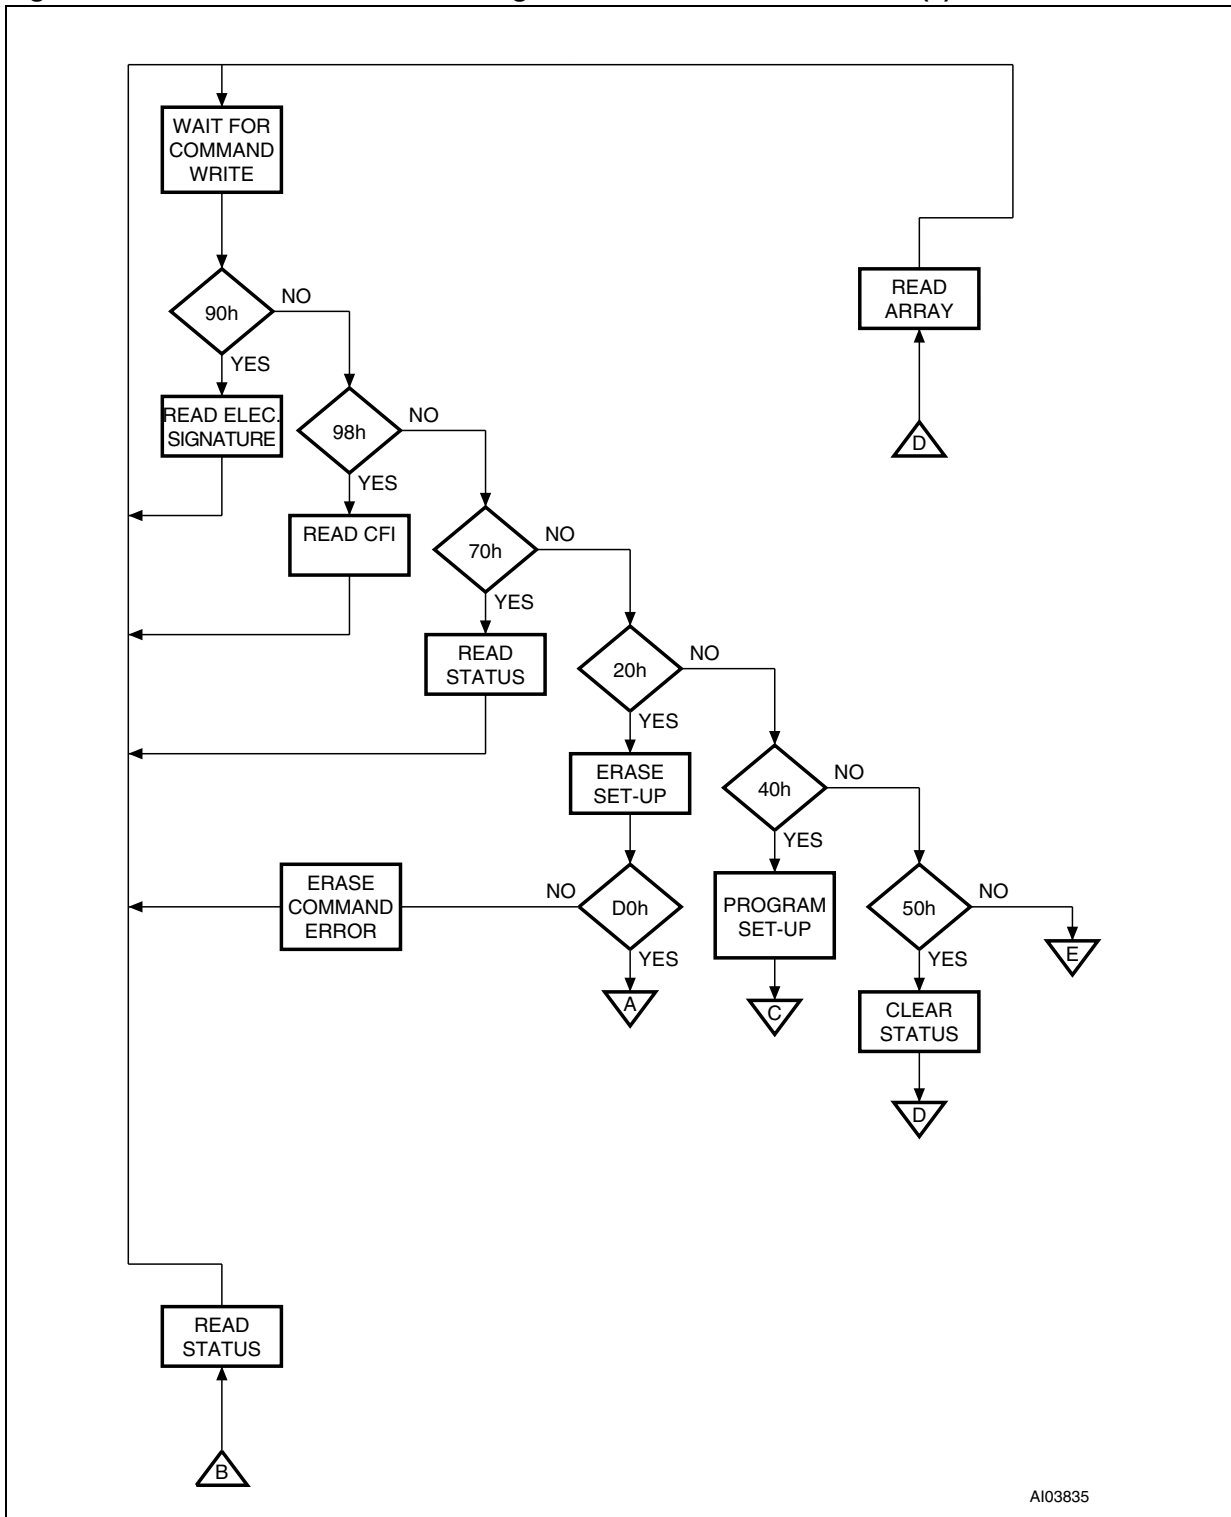 WAIT FOR
COMMAND
WRITE
90h
NO
YES
READ ELEC.
SIGNATURE
READ
ARRAY
D
98h
NO
YES
READ CFI
70h
NO
YES
READ
STATUS
20h
NO
YES
ERASE
SET-UP
40h
NO
YES
ERASE
COMMAND
ERROR
NO
D0h
YES
A
PROGRAM
SET-UP
C
50h
NO
YES
E
CLEAR
STATUS
D
READ
STATUS
B
AI03835